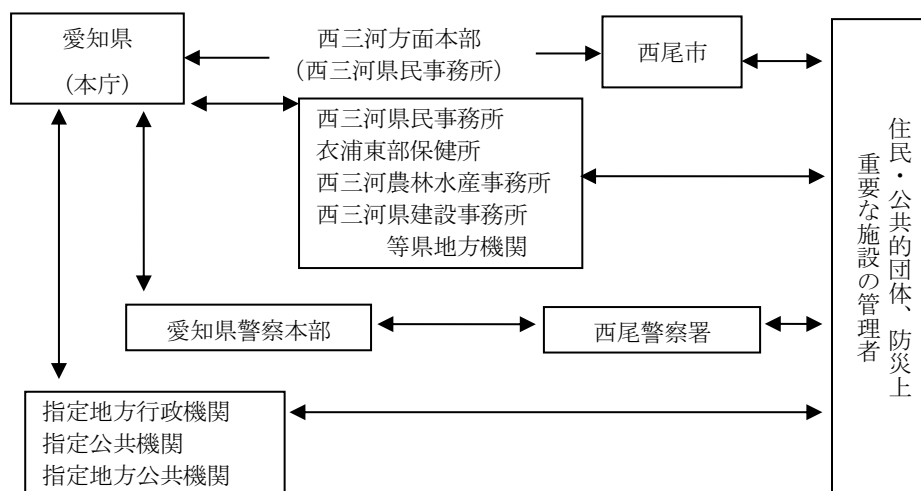 愛知県
(本庁)
西三河方面本部
(西三河県民事務所)
西尾市
西三河県民事務所
衣浦東部保健所
西三河農林水産事務所
西三河県建設事務所
等県地方機関
愛知県警察本部
西尾警察署
指定地方行政機関
指定公共機関
指定地方公共機関
住民・公共的団体、防災上
重要な施設の管理者